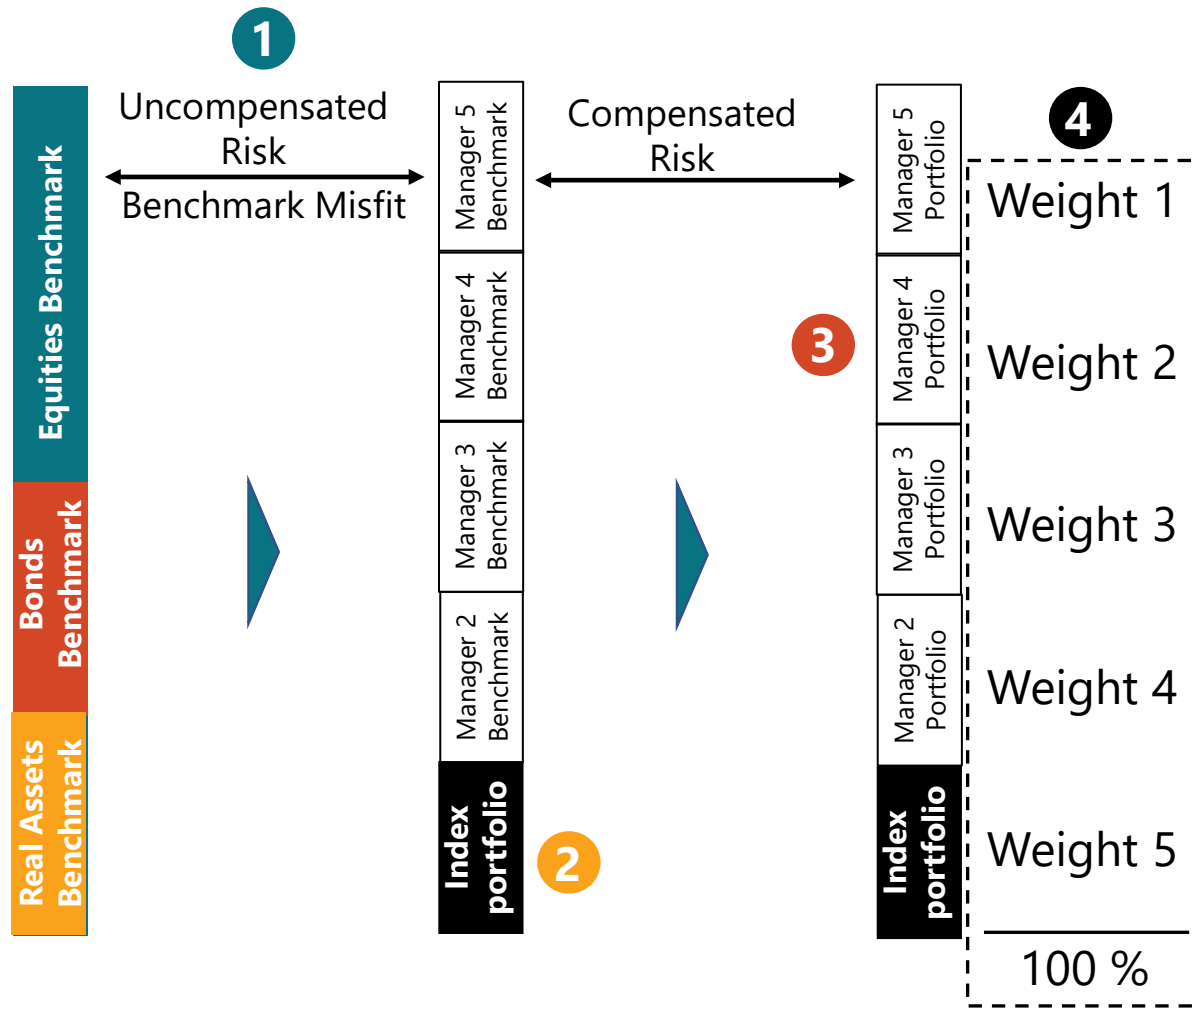 1
Uncompensated
Risk
Benchmark Misfit
Compensated
Risk
4
Equities Benchmark
Bonds
Benchmark
Real Assets
Benchmark
Manager 5
Benchmark
Manager 4
Benchmark
Manager 3
Benchmark
Manager 2
Benchmark
Index
portfolio
2
3
Manager 5
Portfolio
Manager 4
Portfolio
Manager 3
Portfolio
Manager 2
Portfolio
Index
portfolio
Weight 1
Weight 2
Weight 3
Weight 4
Weight 5
100 %